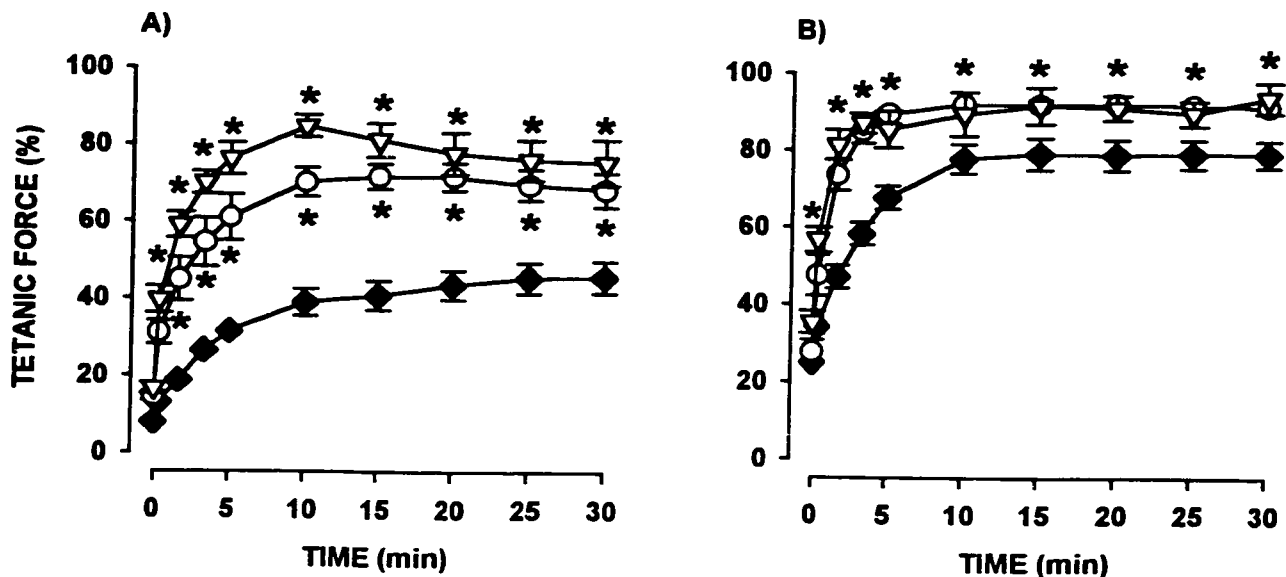 A)
TETANIC FORCE (%)
100
80
60
40
20
0
* * * * * * * * * *
* * * * * * * *
0 5 10 15 20 25 30
TIME (min)
B)
100
80
60
40
20
0
* * * * * * * * *
0 5 10 15 20 25 30
TIME (min)